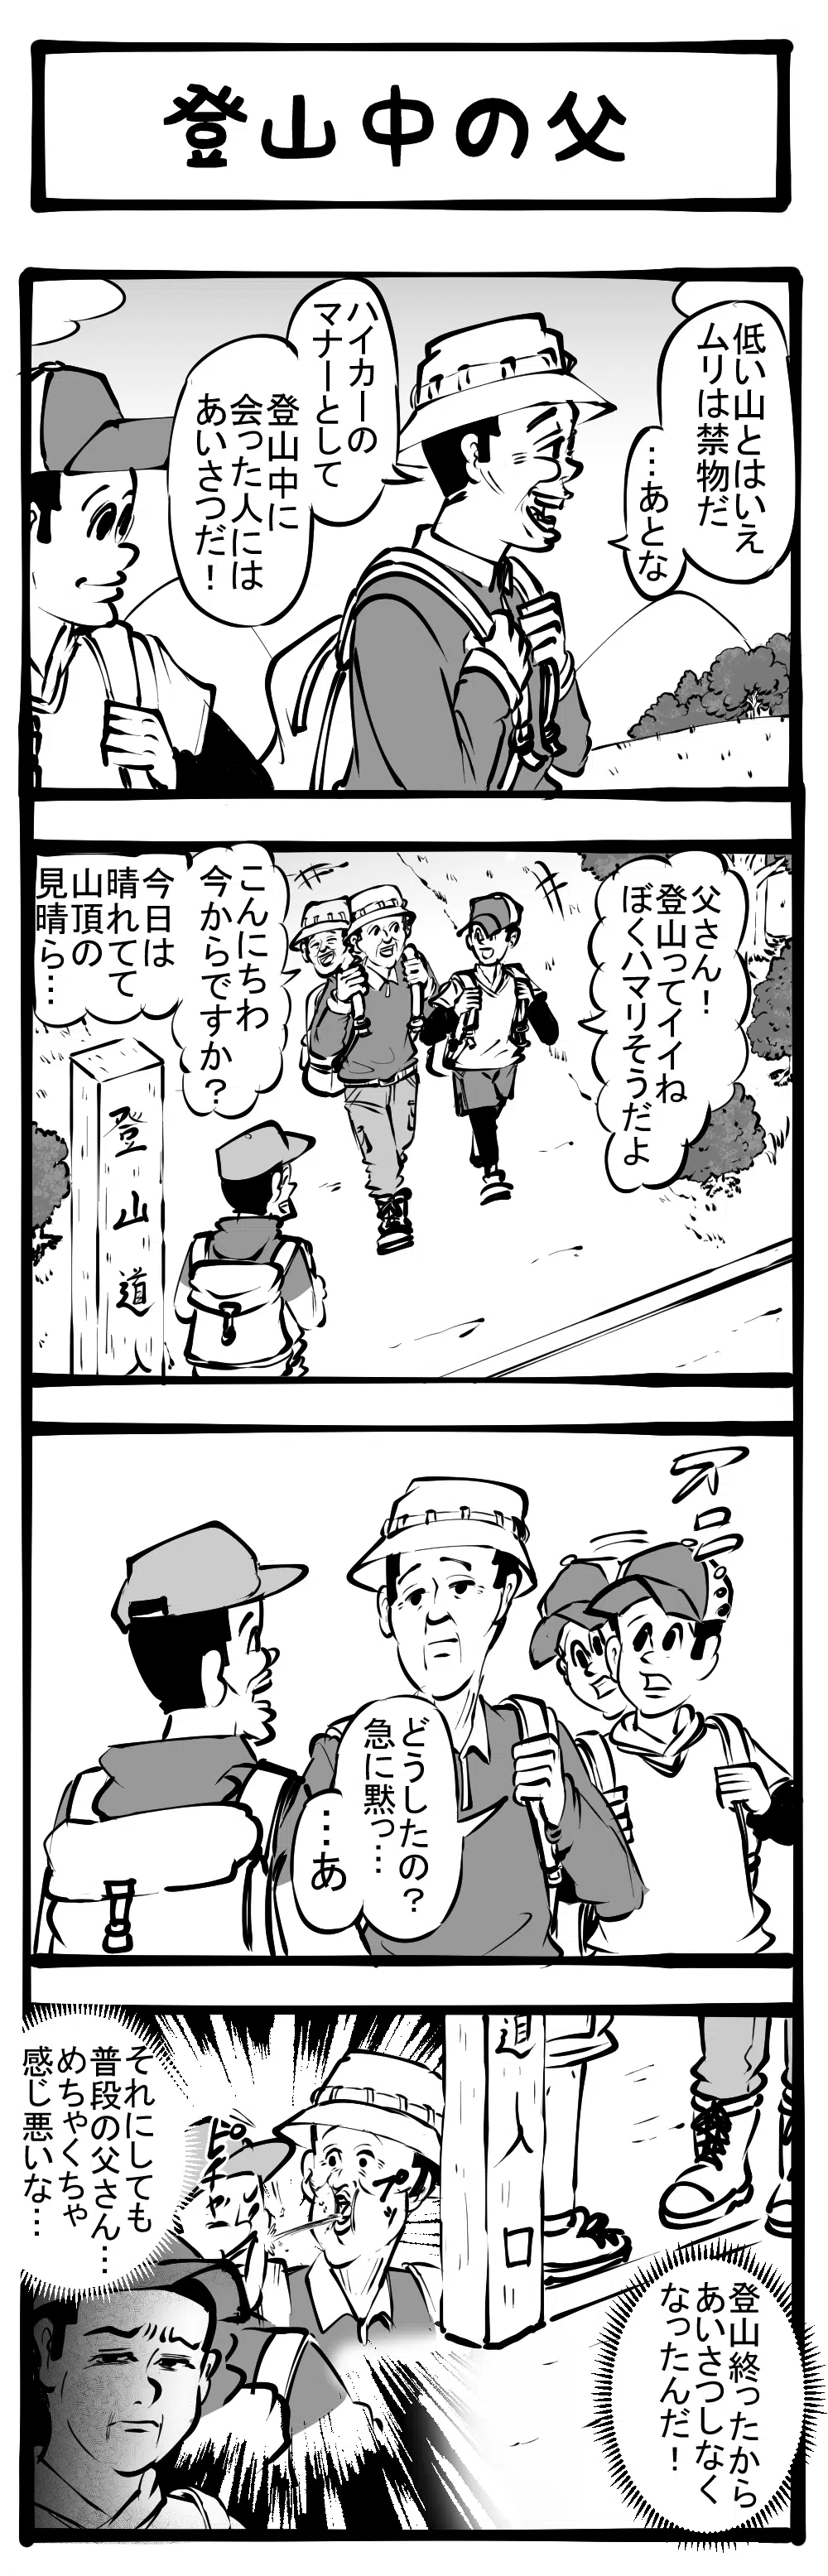 登山中の父
低い山とはいえ
ムリは禁物だ
…あとな
ハイカーの
マナーとして
登山中に
会った人には
あいさつだ！
父さん！
登山ってイイね
ぼくハマリそうだよ
こんにちわ
今からですか？
今日は
晴れてて
山頂の
見晴ら…
登山道入
オロ
どうしたの？
急に黙っ…
…あ
道入口
登山終ったから
あいさつしなく
なったんだ！
プッ
ピチャ
それにしても
普段の父さん…
めちゃくちゃ
感じ悪いな…